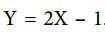 Y = 2X − 1.